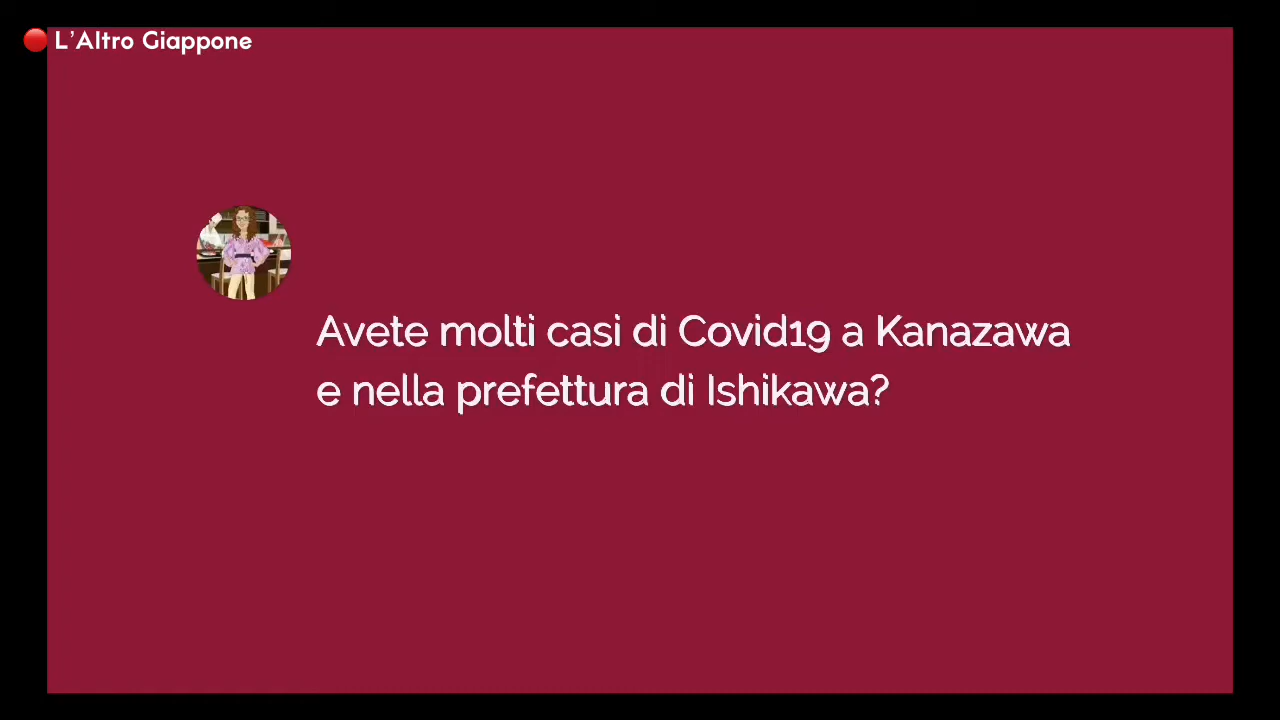 L'Altro Giappone
Avete molti casi di Covid19 a Kanazawa
e nella prefettura di Ishikawa?